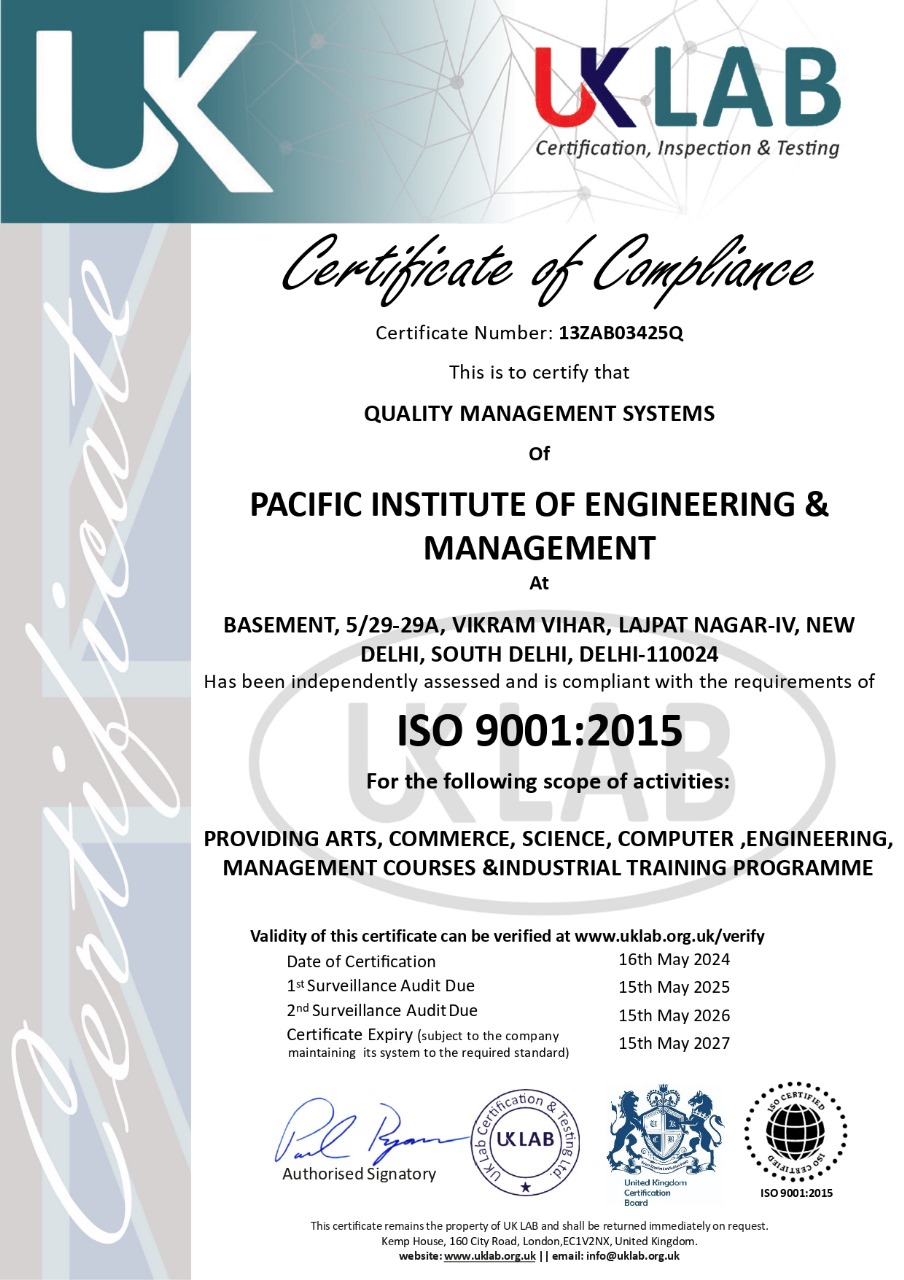 UK
UKLAB
Certification, Inspection & Testing
Certificate
Certificate of Compliance
Certificate Number: 13ZAB03425Q
This is to certify that
QUALITY MANAGEMENT SYSTEMS
Of
PACIFIC INSTITUTE OF ENGINEERING &
MANAGEMENT
At
BASEMENT, 5/29-29A, VIKRAM VIHAR, LAJPAT NAGAR-IV, NEW
DELHI, SOUTH DELHI, DELHI-110024
Has been independently assessed and is compliant with the requirements of
UKLAB
ISO 9001:2015
For the following scope of activities:
PROVIDING ARTS, COMMERCE, SCIENCE, COMPUTER ,ENGINEERING,
MANAGEMENT COURSES &INDUSTRIAL TRAINING PROGRAMME
Validity of this certificate can be verified at www.uklab.org.uk/verify
Date of Certification 16th May 2024
1st Surveillance Audit Due 15th May 2025
2nd Surveillance Audit Due 15th May 2026
Certificate Expiry (subject to the company
maintaining its system to the required standard) 15th May 2027
Authorised Signatory
UK Lab Certification & Testing Ltd.
UKLAB
U K
C B
United Kingdom
Certification
Board
ISO CERTIFIED
ISO CERTIFIED
ISO 9001:2015
This certificate remains the property of UK LAB and shall be returned immediately on request.
Kemp House, 160 City Road, London,EC1V2NX, United Kingdom.
website: www.uklab.org.uk || email: info@uklab.org.uk